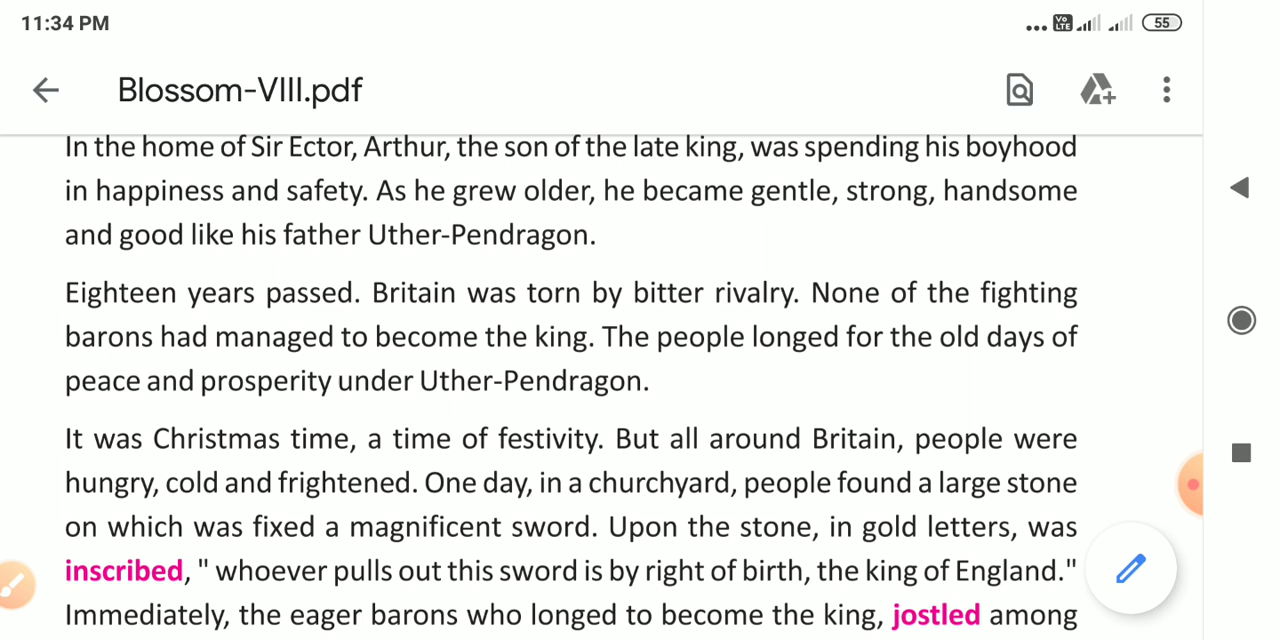 11:34 PM
Vo LTE
55
Blossom-VIII.pdf
In the home of Sir Ector, Arthur, the son of the late king, was spending his boyhood
in happiness and safety. As he grew older, he became gentle, strong, handsome
and good like his father Uther-Pendragon.
Eighteen years passed. Britain was torn by bitter rivalry. None of the fighting
barons had managed to become the king. The people longed for the old days of
peace and prosperity under Uther-Pendragon.
It was Christmas time, a time of festivity. But all around Britain, people were
hungry, cold and frightened. One day, in a churchyard, people found a large stone
on which was fixed a magnificent sword. Upon the stone, in gold letters, was
inscribed, " whoever pulls out this sword is by right of birth, the king of England."
Immediately, the eager barons who longed to become the king, jostled among